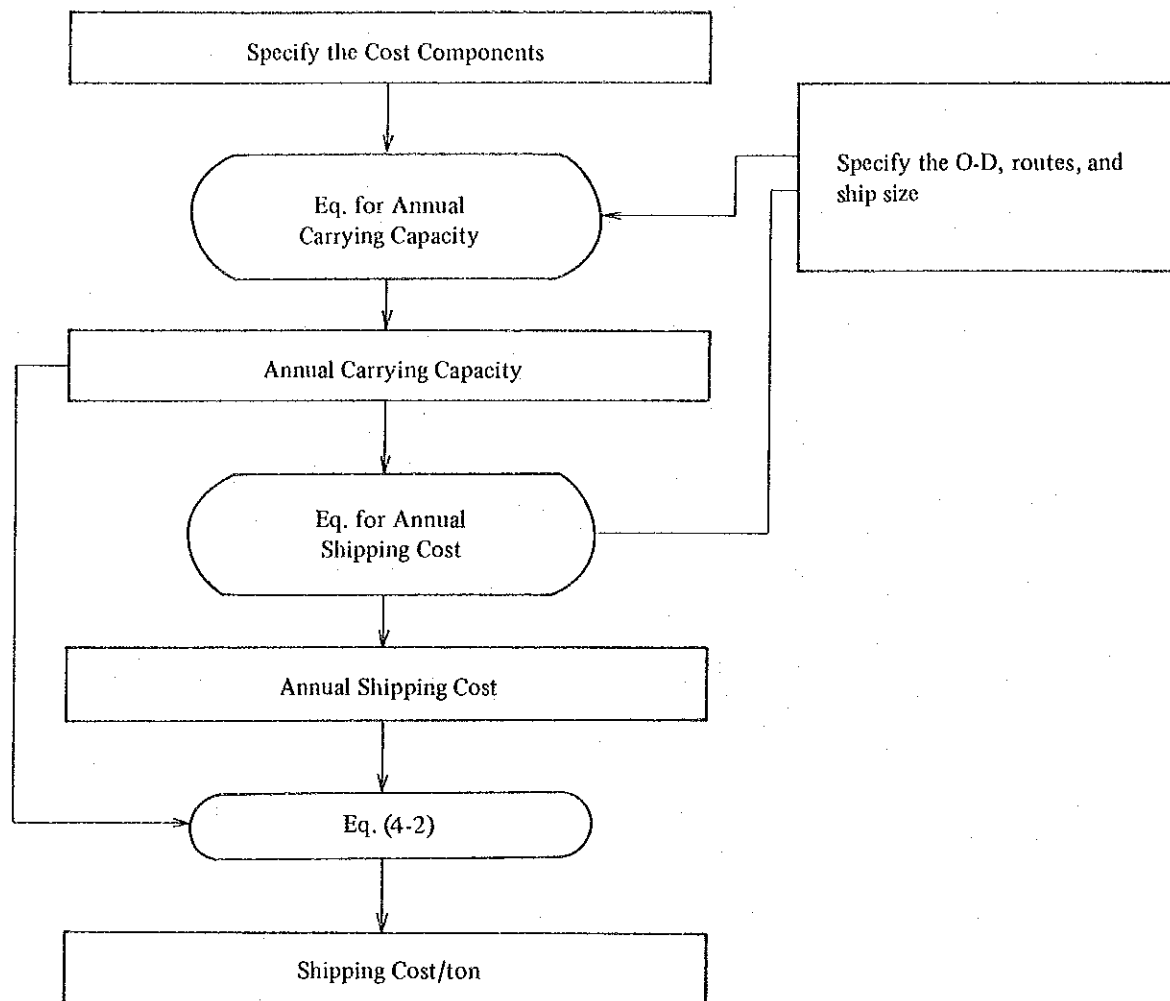 Specify the Cost Components
Specify the O-D, routes, and
ship size
Eq. for Annual
Carrying Capacity
Annual Carrying Capacity
Eq. for Annual
Shipping Cost
Annual Shipping Cost
Eq. (4-2)
Shipping Cost/ton